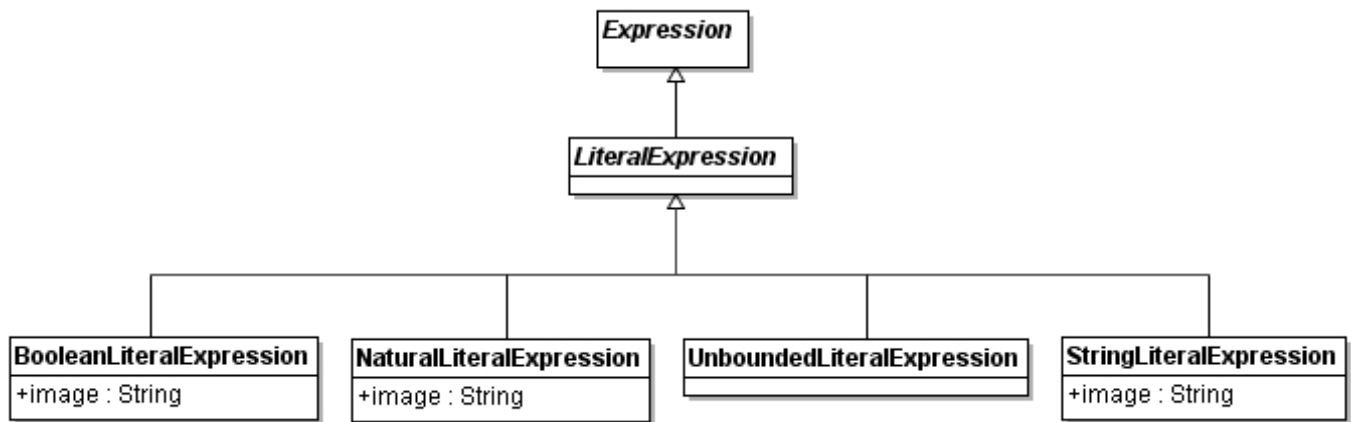 Expression
LiteralExpression
BooleanLiteralExpression
+image : String
NaturalLiteralExpression
+image : String
UnboundedLiteralExpression
StringLiteralExpression
+image : String